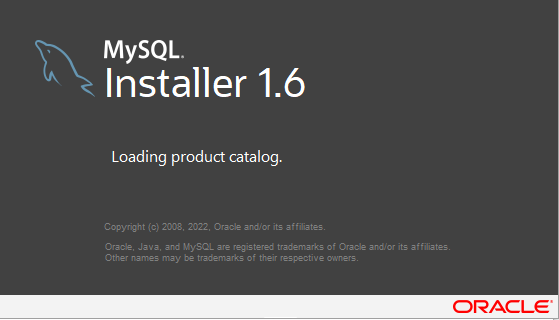 MySQL.
Installer 1.6
Loading product catalog.
Copyright (c) 2008, 2022, Oracle and/or its affiliates.
Oracle, Java, and MySQL are registered trademarks of Oracle and/or its affiliates.
Other names may be trademarks of their respective owners.
ORACLE